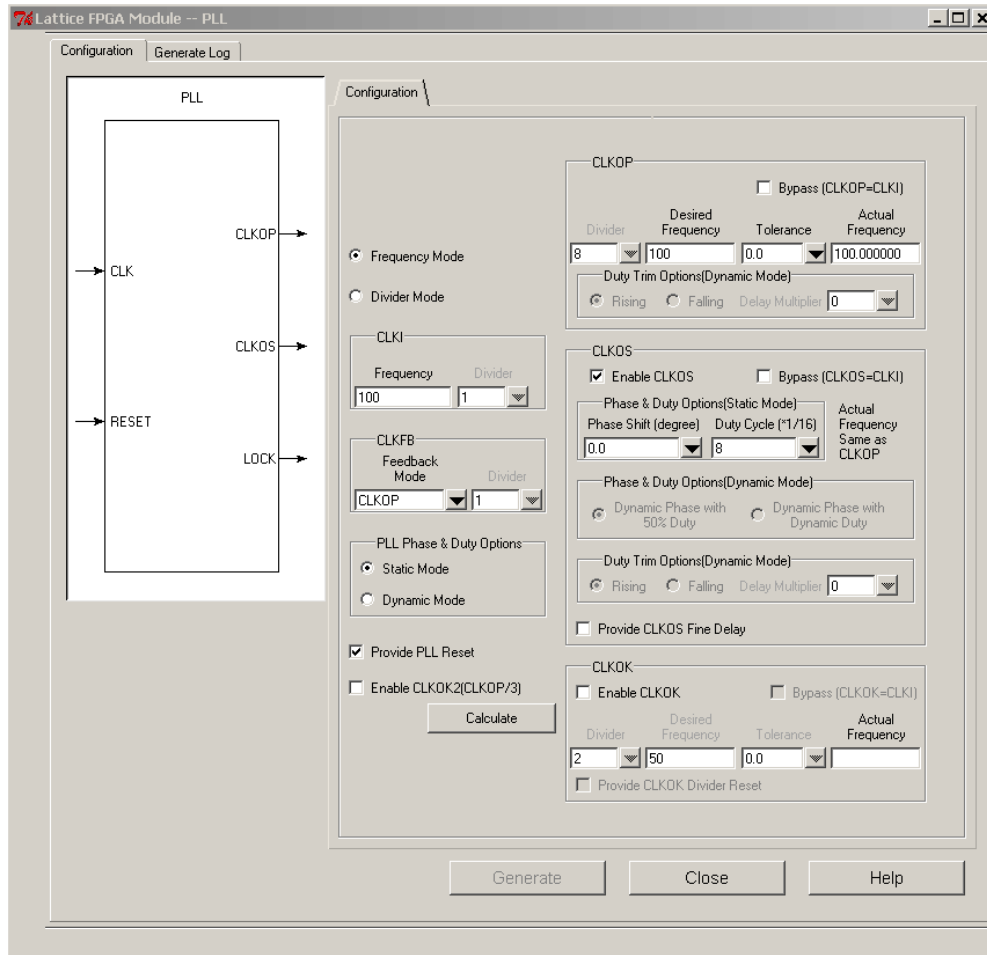 Lattice FPGA Module -- PLL
Configuration
Generate Log
PLL
CLK
RESET
CLKOP
CLKOS
LOCK
Configuration
Frequency Mode
Divider Mode
CLKI
Frequency Divider
100 1
CLKFB
Feedback
Mode Divider
CLKOP 1
PLL Phase & Duty Options
Static Mode
Dynamic Mode
Provide PLL Reset
Enable CLKOK2(CLKOP/3)
Calculate
CLKOP
Bypass (CLKOP=CLKI)
Desired Actual
Divider Frequency Tolerance Frequency
8 100 0.0 100.000000
Duty Trim Options(Dynamic Mode)
Rising Falling Delay Multiplier 0
CLKOS
Enable CLKOS Bypass (CLKOS=CLKI)
Phase & Duty Options(Static Mode)
Phase Shift (degree) Duty Cycle (*1/16)
0.0 8
Actual
Frequency
Same as
CLKOP
Phase & Duty Options(Dynamic Mode)
Dynamic Phase with
50% Duty
Dynamic Phase with
Dynamic Duty
Duty Trim Options(Dynamic Mode)
Rising Falling Delay Multiplier 0
Provide CLKOS Fine Delay
CLKOK
Enable CLKOK Bypass (CLKOK=CLKI)
Desired Actual
Divider Frequency Tolerance Frequency
2 50 0.0
Provide CLKOK Divider Reset
Generate Close Help